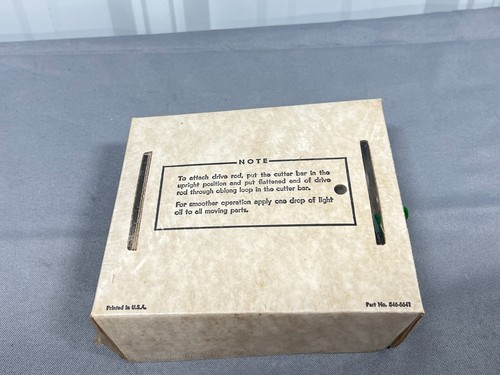 NOTE
To attach drive rod, put the cutter bar in the
upright position and put flattened end of drive
rod through oblong loop in the cutter bar.
For smoother operation apply one drop of light
oil to all moving parts.
Printed in U.S.A. Part No. 846-6642